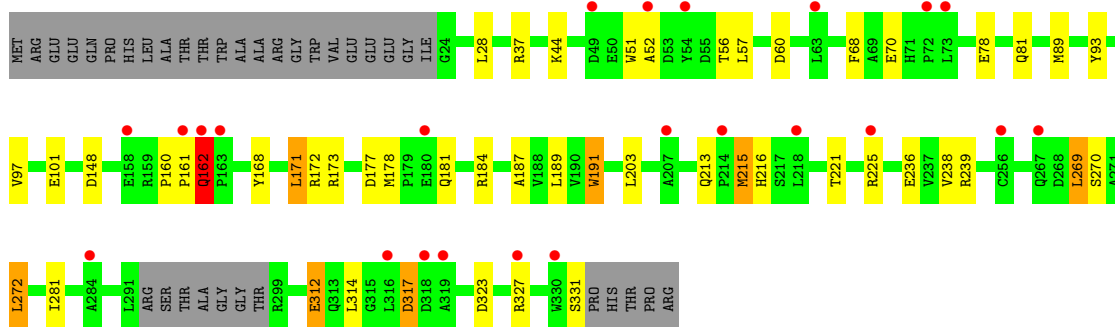 MET ARG GLU GLU GLN PRO HIS LEU ALA THR THR TRP ALA ALA ARG GLY TRP VAL GLU GLU GLU GLY ILE G24 L28 R37 K44 D49 E50 W51 A52 D53 Y54 D55 T56 L57 D60 L63 F68 A69 E70 H71 P72 L73 E78 Q81 M89 Y93
V97 E101 D148 E158 R159 P160 P161 Q162 P163 Y168 L171 R172 R173 D177 M178 P179 E180 Q181 R184 A187 V188 L189 V190 W191 L203 A207 Q213 P214 M215 H216 S217 L218 T221 R225 E236 V237 V238 R239 C256 Q267 D268 L269 S270 A271
L272 I281 A284 L291 ARG SER THR ALA GLY GLY THR R299 E312 Q313 L314 G315 L316 D317 D318 A319 D323 R327 W330 S331 PRO HIS THR PRO ARG